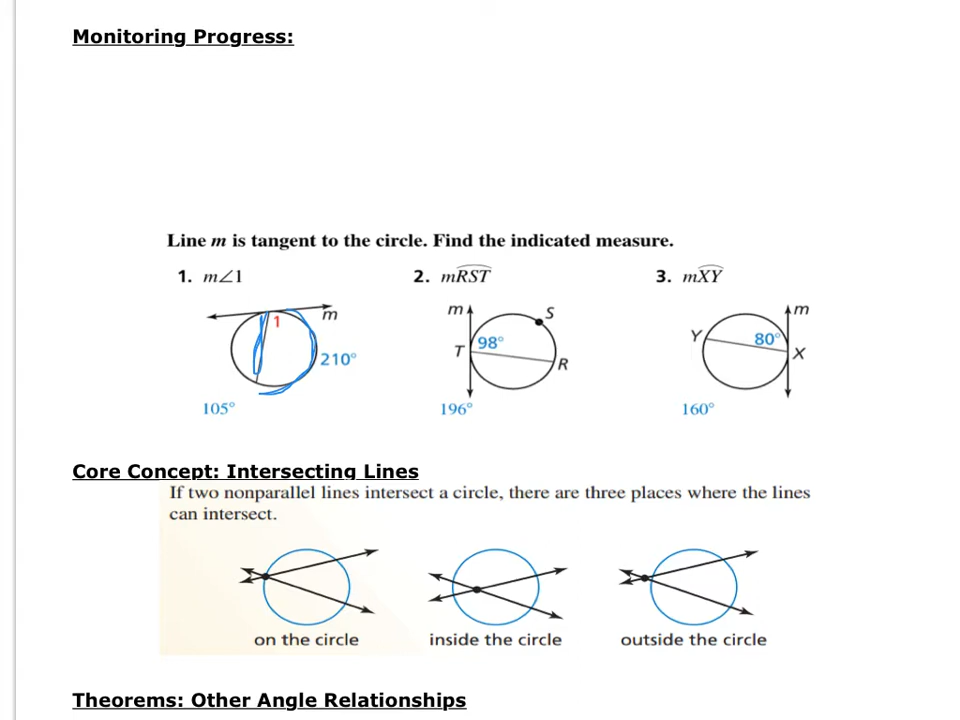 Monitoring Progress:
Line m is tangent to the circle. Find the indicated measure.
1. m∠1
2. mRST
3. mXY
1
m
210°
105°
m
S
T
98°
R
196°
Y
m
80°
X
160°
Core Concept: Intersecting Lines
If two nonparallel lines intersect a circle, there are three places where the lines
can intersect.
on the circle
inside the circle
outside the circle
Theorems: Other Angle Relationships